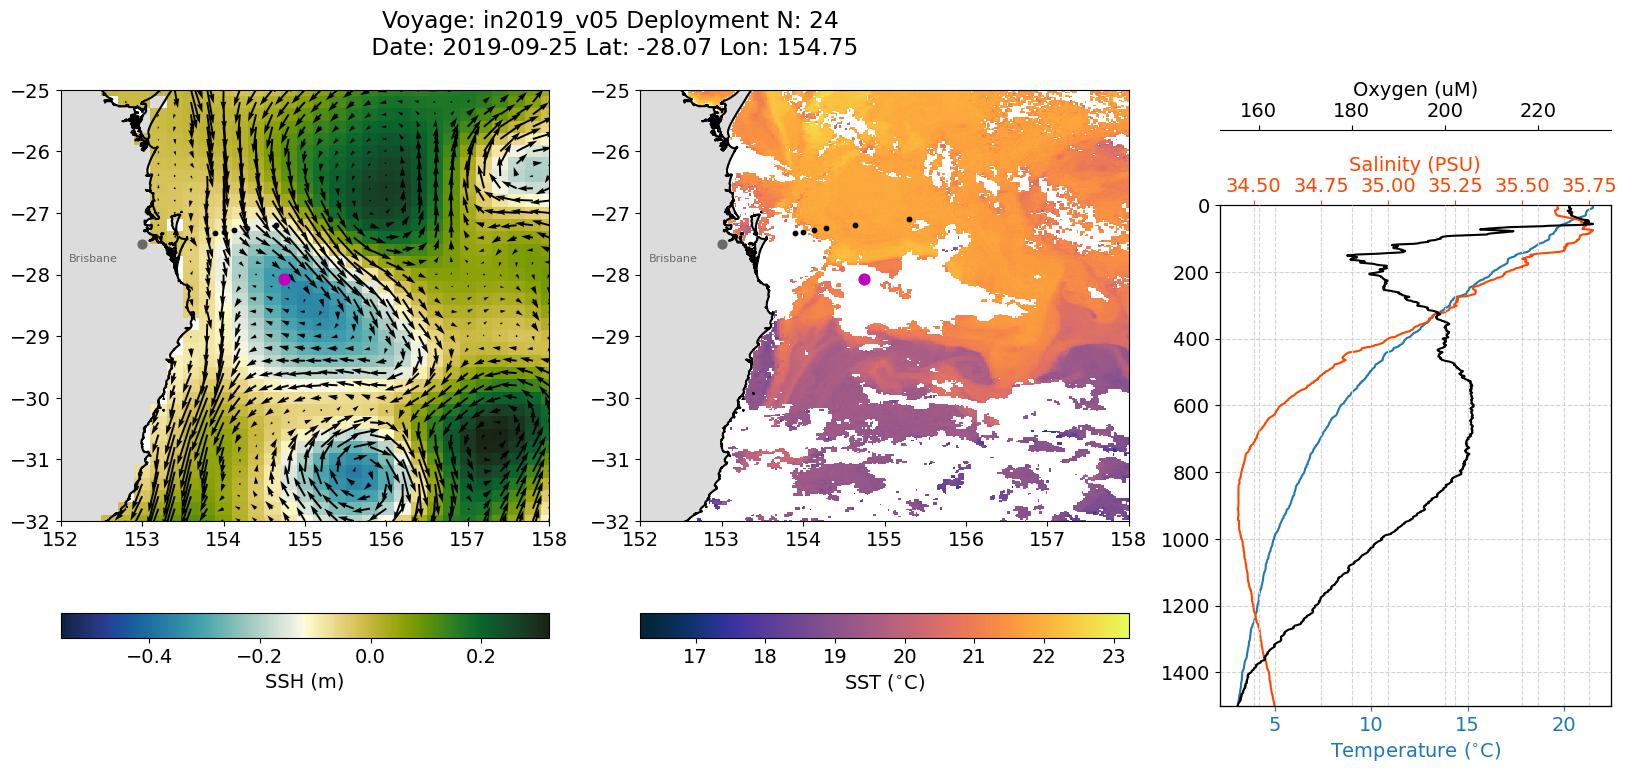 Voyage: in2019_v05 Deployment N: 24
Date: 2019-09-25 Lat: -28.07 Lon: 154.75
−25
−26
−27
−28
−29
−30
−31
−32
Brisbane
152 153 154 155 156 157 158
−0.4 −0.2 0.0 0.2
SSH (m)
−25
−26
−27
−28
−29
−30
−31
−32
Brisbane
152 153 154 155 156 157 158
17 18 19 20 21 22 23
SST (°C)
Oxygen (uM)
160 180 200 220
Salinity (PSU)
34.50 34.75 35.00 35.25 35.50 35.75
0
200
400
600
800
1000
1200
1400
5 10 15 20
Temperature (°C)